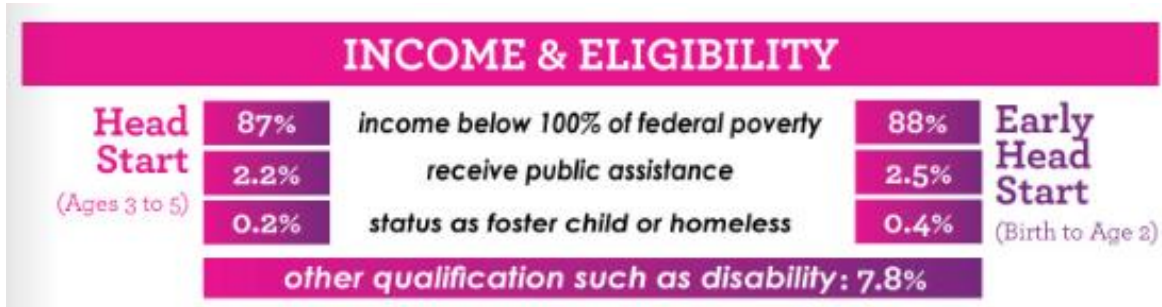 INCOME & ELIGIBILITY
Head Start
(Ages 3 to 5)
87% income below 100% of federal poverty 88%
2.2% receive public assistance 2.5%
0.2% status as foster child or homeless 0.4%
Early Head Start
(Birth to Age 2)
other qualification such as disability: 7.8%